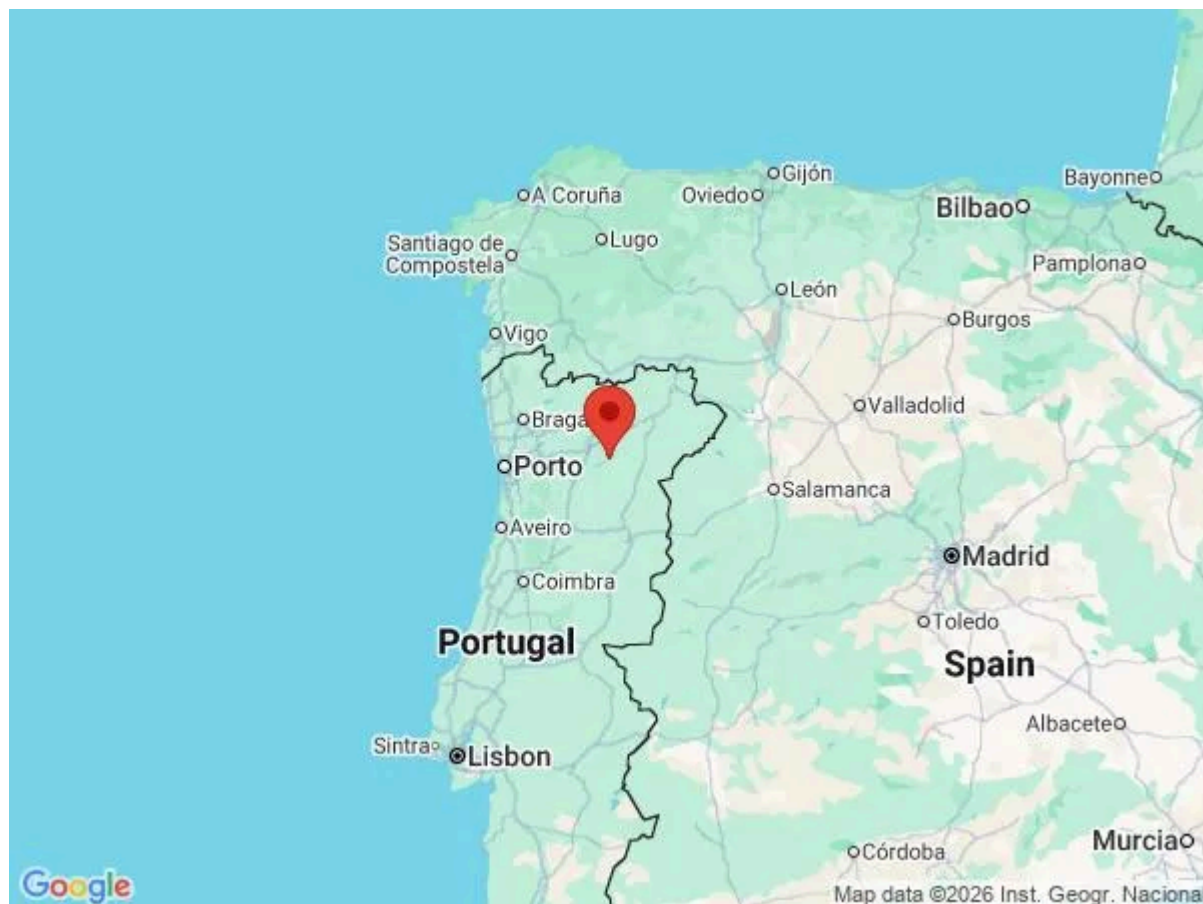 Gijón
Bayonne
A Coruña
Oviedo
Bilbao
Santiago de
Compostela
Lugo
Pamplona
León
Burgos
Vigo
Valladolid
Braga
Porto
Salamanca
Aveiro
Madrid
Coimbra
Toledo
Portugal
Spain
Albacete
Sintra
Lisbon
Murcia
Córdoba
Google
Map data ©2026 Inst. Geogr. Naciona